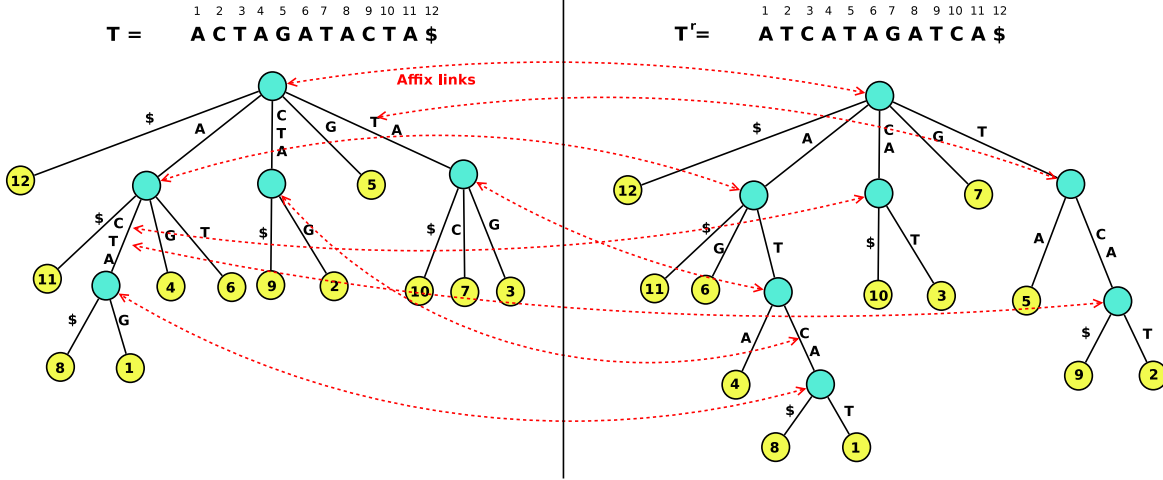 1 2 3 4 5 6 7 8 9 10 11 12
T = A C T A G A T A C T A $
Affix links
$ A C T A G T A
12 5
$ C T A G T $ G $ C G
11 4 6 9 2 10 7 3
$ G
8 1
1 2 3 4 5 6 7 8 9 10 11 12
Tr= A T C A T A G A T C A $
$ A C A G T
12 7
$ G T $ T A C A
11 6 10 3 5
A C A $ T
4 9 2
$ T
8 1